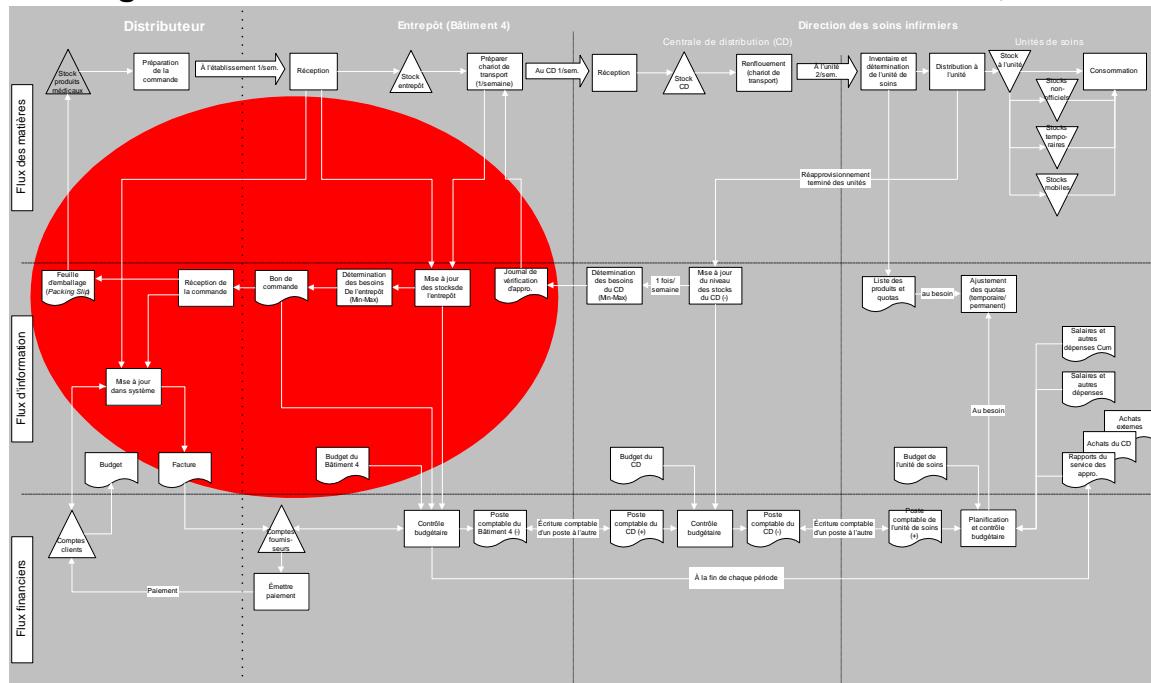 Distributeur
Entrepôt (Bâtiment 4)
Direction des soins infirmiers
Centrale de distribution (CD)
Unités de soins
Flux des matières
Stock
produits
médicaux
Préparation
de la
commande
À l'établissement 1/sem.
Réception
Stock
entrepôt
Préparer
chariot de
transport
(1/semaine)
Au CD 1/sem.
Réception
Stock
CD
Renflouement
(chariot de
transport)
À l'unité
2/sem.
Inventaire et
détermination
de l'unité de
soins
Distribution à
l'unité
Stock
à l'unité
Consommation
Stocks
non-
officiels
Stocks
tempo-
raires
Stocks
mobiles
Réapprovisionnement
terminé des unités
Flux d'information
Feuille
d'emballage
(Packing Slip)
Réception de
la commande
Bon de
commande
Détermination
des besoins
De l'entrepôt
(Min-Max)
Mise à jour
des stocksde
l'entrepôt
Journal de
vérification
d'appro.
Détermination
des besoins
du CD
(Min-Max)
1 fois/
semaine
Mise à jour
du niveau
des stocks
du CD (-)
Liste des
produits et
quotas
au besoin
Ajustement
des quotas
(temporaire/
permanent)
Salaires et
autres
dépenses Cum
Mise à jour
dans système
Salaires et
autres
dépenses
Au besoin
Achats
externes
Achats du CD
Rapports du
service des
appro.
Budget
Facture
Budget du
Bâtiment 4
Budget du
CD
Budget de
l'unité de soins
Flux financiers
Comptes
clients
Comptes
fournis-
seurs
Contrôle
budgétaire
Poste
comptable du
Bâtiment 4 (-)
Écriture comptable
d'un poste à l'autre
Poste
comptable du
CD (+)
Contrôle
budgétaire
Poste
comptable du
CD (-)
Écriture comptable
d'un poste à l'autre
Poste
comptable de
l'unité de soins
(+)
Planification
et contrôle
budgétaire
Paiement
Émettre
paiement
À la fin de chaque période